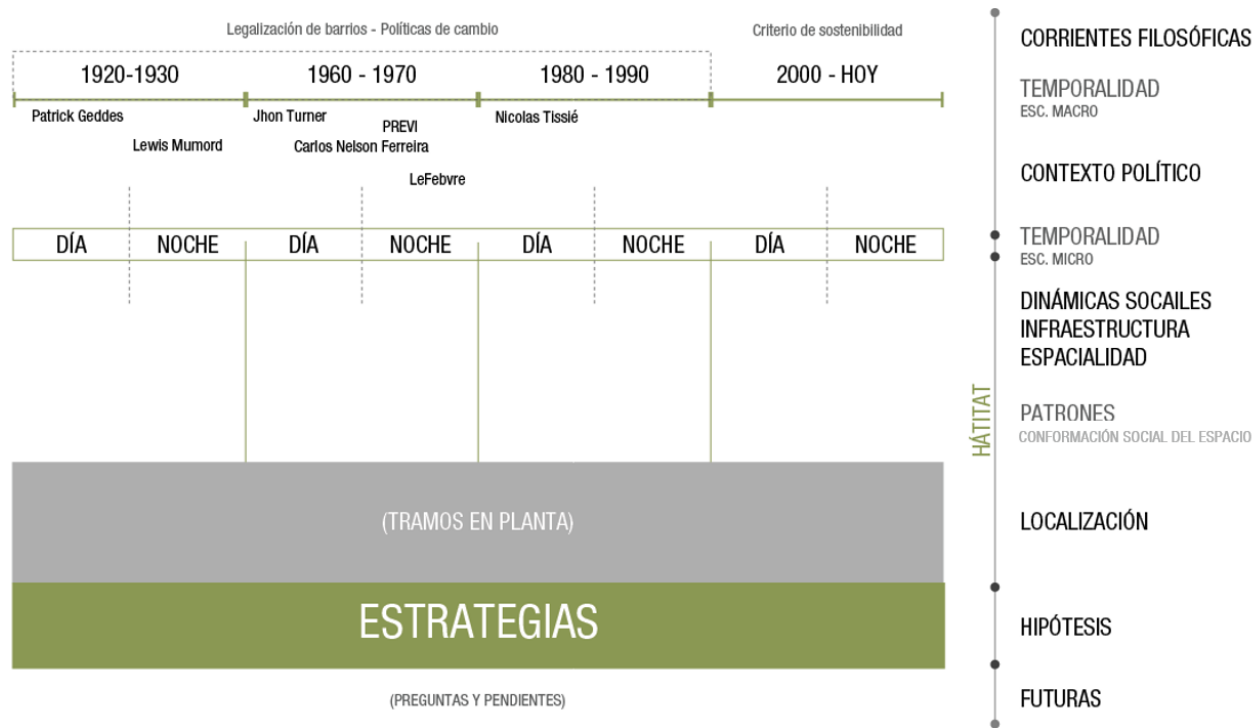 Legalización de barrios - Políticas de cambio
Criterio de sostenibilidad
1920-1930
1960 - 1970
1980 - 1990
2000 - HOY
Patrick Geddes
Lewis Mumord
Jhon Turner
PREVI
Carlos Nelson Ferreira
LeFebvre
Nicolas Tissié
DÍA
NOCHE
DÍA
NOCHE
DÍA
NOCHE
DÍA
NOCHE
(TRAMOS EN PLANTA)
ESTRATEGIAS
(PREGUNTAS Y PENDIENTES)
HÁTITAT
CORRIENTES FILOSÓFICAS
TEMPORALIDAD
ESC. MACRO
CONTEXTO POLÍTICO
TEMPORALIDAD
ESC. MICRO
DINÁMICAS SOCAILES
INFRAESTRUCTURA
ESPACIALIDAD
PATRONES
CONFORMACIÓN SOCIAL DEL ESPACIO
LOCALIZACIÓN
HIPÓTESIS
FUTURAS